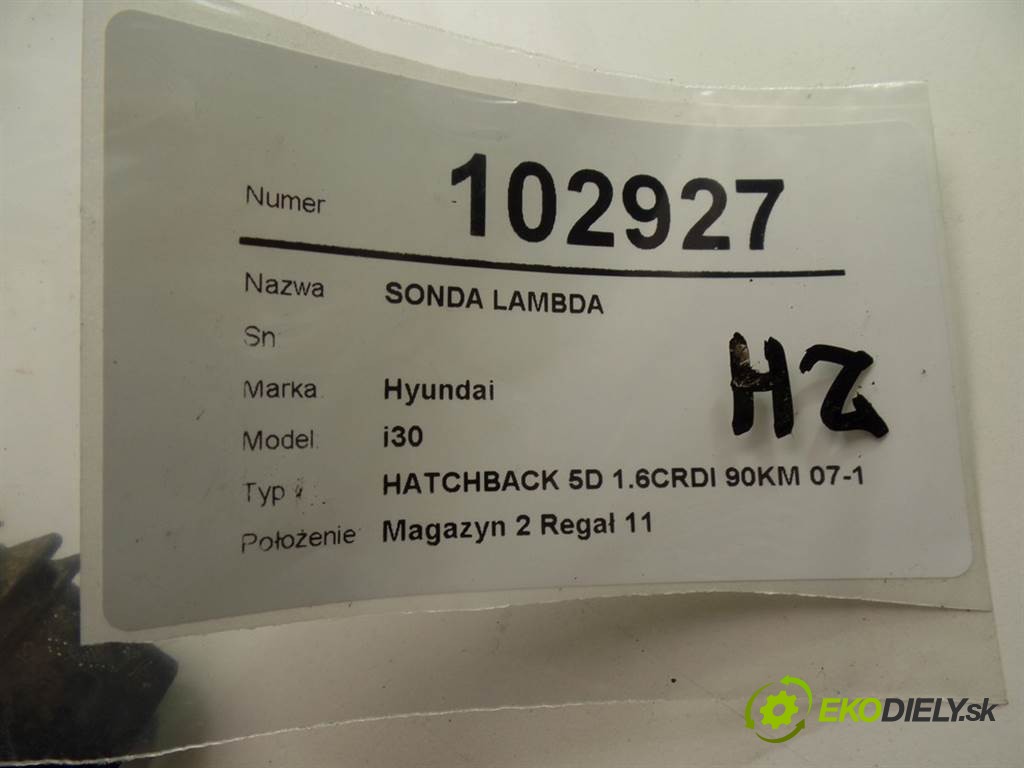 Numer 102927
Nazwa SONDA LAMBDA
Sn
Marka Hyundai
Model i30
Typ HATCHBACK 5D 1.6CRDI 90KM 07-1
Położenie Magazyn 2 Regał 11
HZ
EKODIELY.sk